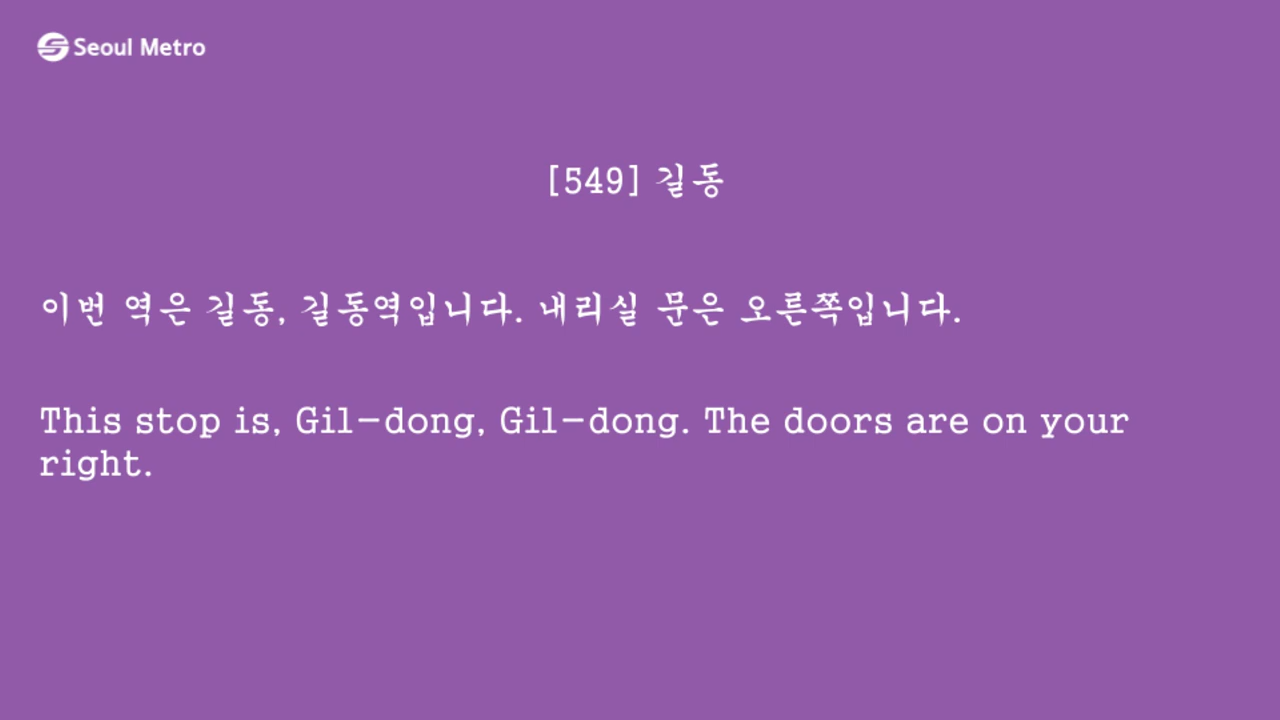 Seoul Metro
[549] 길동
이번 역은 길동, 길동역입니다. 내리실 문은 오른쪽입니다.
This stop is, Gil-dong, Gil-dong. The doors are on your
right.